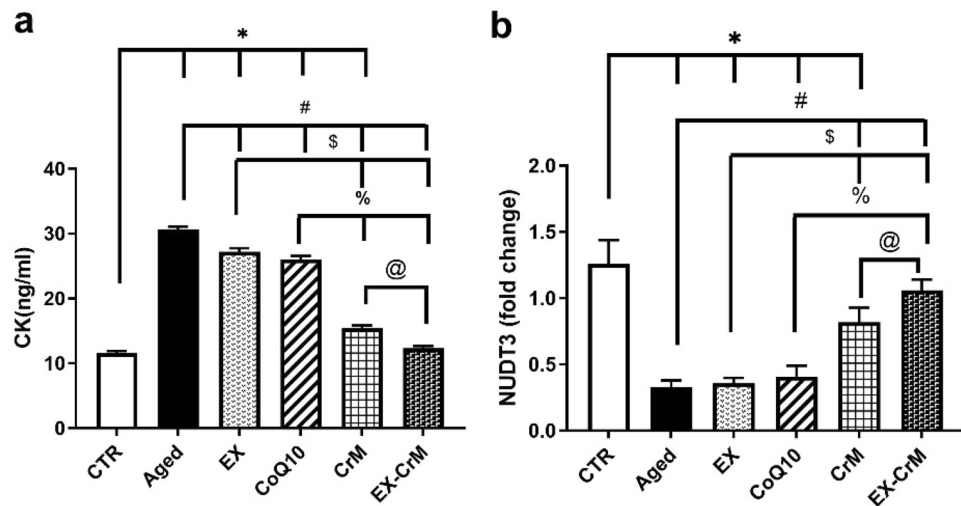 a
*
#
$
%
@
CK(ng/ml)
40
30
20
10
0
CTR
Aged
EX
CoQ10
CrM
EX-CrM
b
*
#
$
%
@
NUDT3 (fold change)
2.0
1.5
1.0
0.5
0.0
CTR
Aged
EX
CoQ10
CrM
EX-CrM